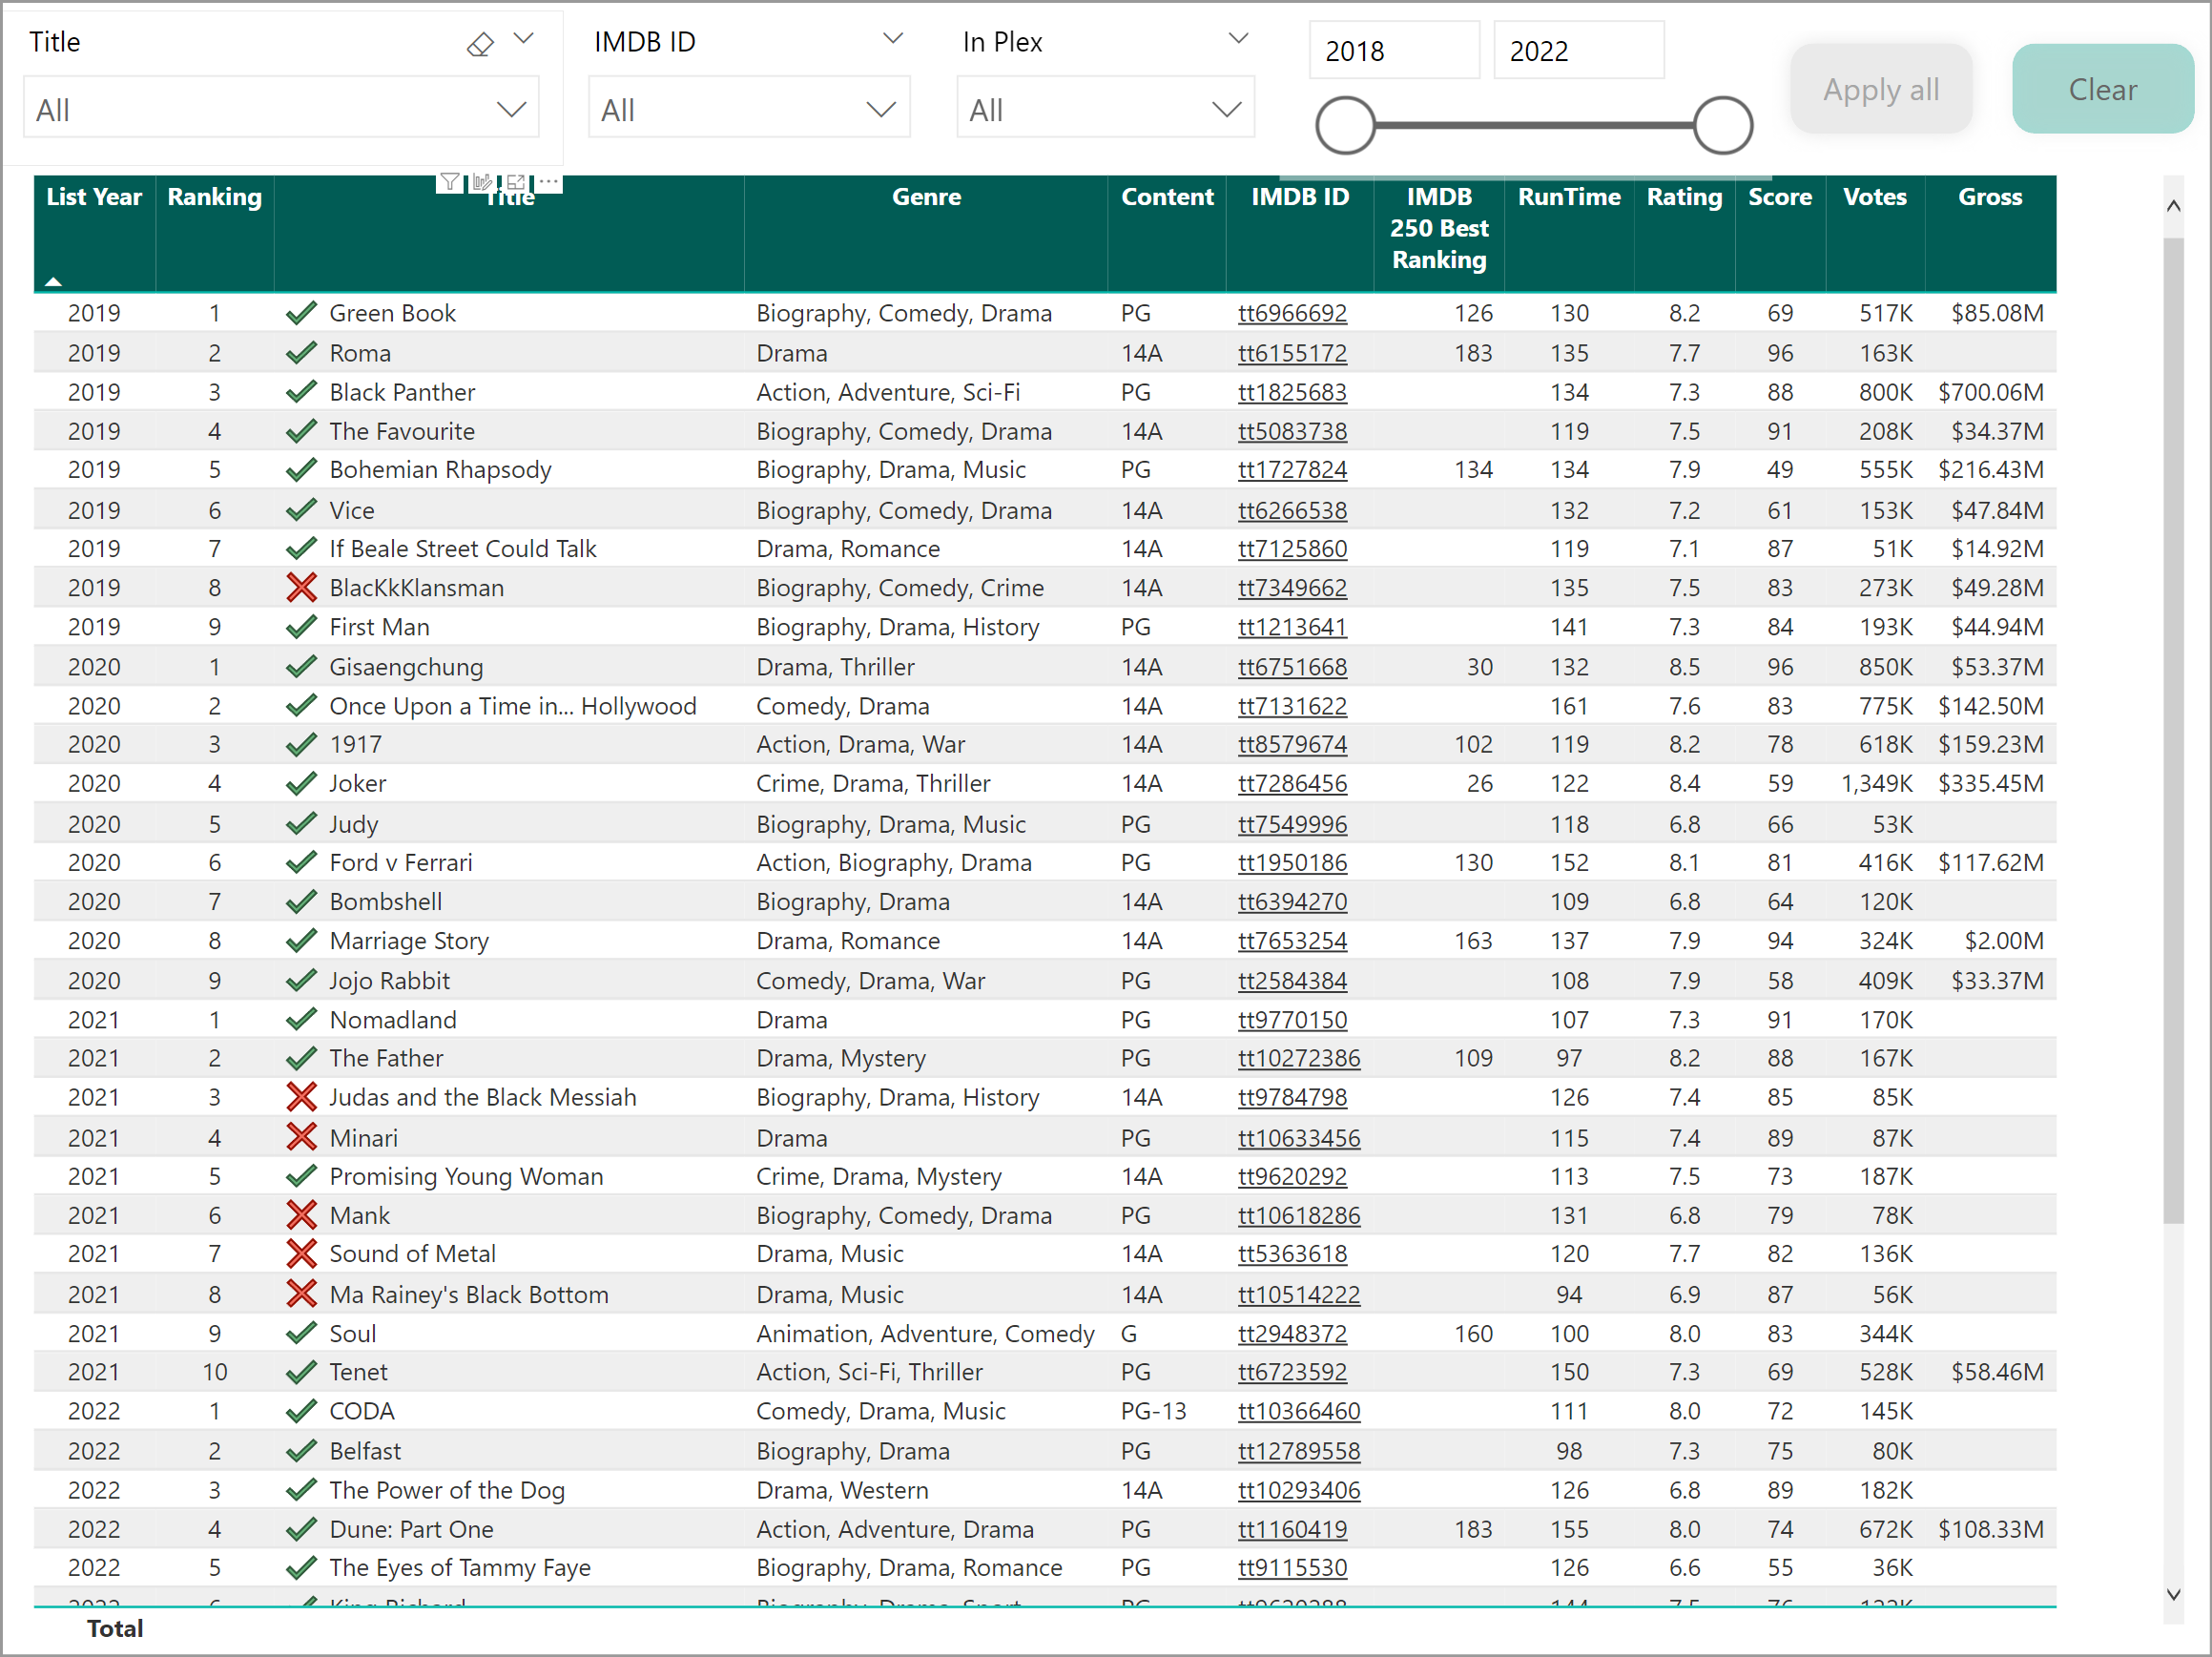 Title IMDB ID In Plex 2018 2022
All All All Apply all Clear
List Year Ranking Title Genre Content IMDB ID IMDB 250 Best Ranking RunTime Rating Score Votes Gross
2019 1 Green Book Biography, Comedy, Drama PG tt6966692 126 130 8.2 69 517K $85.08M
2019 2 Roma Drama 14A tt6155172 183 135 7.7 96 163K
2019 3 Black Panther Action, Adventure, Sci-Fi PG tt1825683 134 7.3 88 800K $700.06M
2019 4 The Favourite Biography, Comedy, Drama 14A tt5083738 119 7.5 91 208K $34.37M
2019 5 Bohemian Rhapsody Biography, Drama, Music PG tt1727824 134 134 7.9 49 555K $216.43M
2019 6 Vice Biography, Comedy, Drama 14A tt6266538 132 7.2 61 153K $47.84M
2019 7 If Beale Street Could Talk Drama, Romance 14A tt7125860 119 7.1 87 51K $14.92M
2019 8 BlacKkKlansman Biography, Comedy, Crime 14A tt7349662 135 7.5 83 273K $49.28M
2019 9 First Man Biography, Drama, History PG tt1213641 141 7.3 84 193K $44.94M
2020 1 Gisaengchung Drama, Thriller 14A tt6751668 30 132 8.5 96 850K $53.37M
2020 2 Once Upon a Time in... Hollywood Comedy, Drama 14A tt7131622 161 7.6 83 775K $142.50M
2020 3 1917 Action, Drama, War 14A tt8579674 102 119 8.2 78 618K $159.23M
2020 4 Joker Crime, Drama, Thriller 14A tt7286456 26 122 8.4 59 1,349K $335.45M
2020 5 Judy Biography, Drama, Music PG tt7549996 118 6.8 66 53K
2020 6 Ford v Ferrari Action, Biography, Drama PG tt1950186 130 152 8.1 81 416K $117.62M
2020 7 Bombshell Biography, Drama 14A tt6394270 109 6.8 64 120K
2020 8 Marriage Story Drama, Romance 14A tt7653254 163 137 7.9 94 324K $2.00M
2020 9 Jojo Rabbit Comedy, Drama, War PG tt2584384 108 7.9 58 409K $33.37M
2021 1 Nomadland Drama PG tt9770150 107 7.3 91 170K
2021 2 The Father Drama, Mystery PG tt10272386 109 97 8.2 88 167K
2021 3 Judas and the Black Messiah Biography, Drama, History 14A tt9784798 126 7.4 85 85K
2021 4 Minari Drama PG tt10633456 115 7.4 89 87K
2021 5 Promising Young Woman Crime, Drama, Mystery 14A tt9620292 113 7.5 73 187K
2021 6 Mank Biography, Comedy, Drama PG tt10618286 131 6.8 79 78K
2021 7 Sound of Metal Drama, Music 14A tt5363618 120 7.7 82 136K
2021 8 Ma Rainey's Black Bottom Drama, Music 14A tt10514222 94 6.9 87 56K
2021 9 Soul Animation, Adventure, Comedy G tt2948372 160 100 8.0 83 344K
2021 10 Tenet Action, Sci-Fi, Thriller PG tt6723592 150 7.3 69 528K $58.46M
2022 1 CODA Comedy, Drama, Music PG-13 tt10366460 111 8.0 72 145K
2022 2 Belfast Biography, Drama PG tt12789558 98 7.3 75 80K
2022 3 The Power of the Dog Drama, Western 14A tt10293406 126 6.8 89 182K
2022 4 Dune: Part One Action, Adventure, Drama PG tt1160419 183 155 8.0 74 672K $108.33M
2022 5 The Eyes of Tammy Faye Biography, Drama, Romance PG tt9115530 126 6.6 55 36K
2022 King Richard Biography, Drama, Sport PG
Total